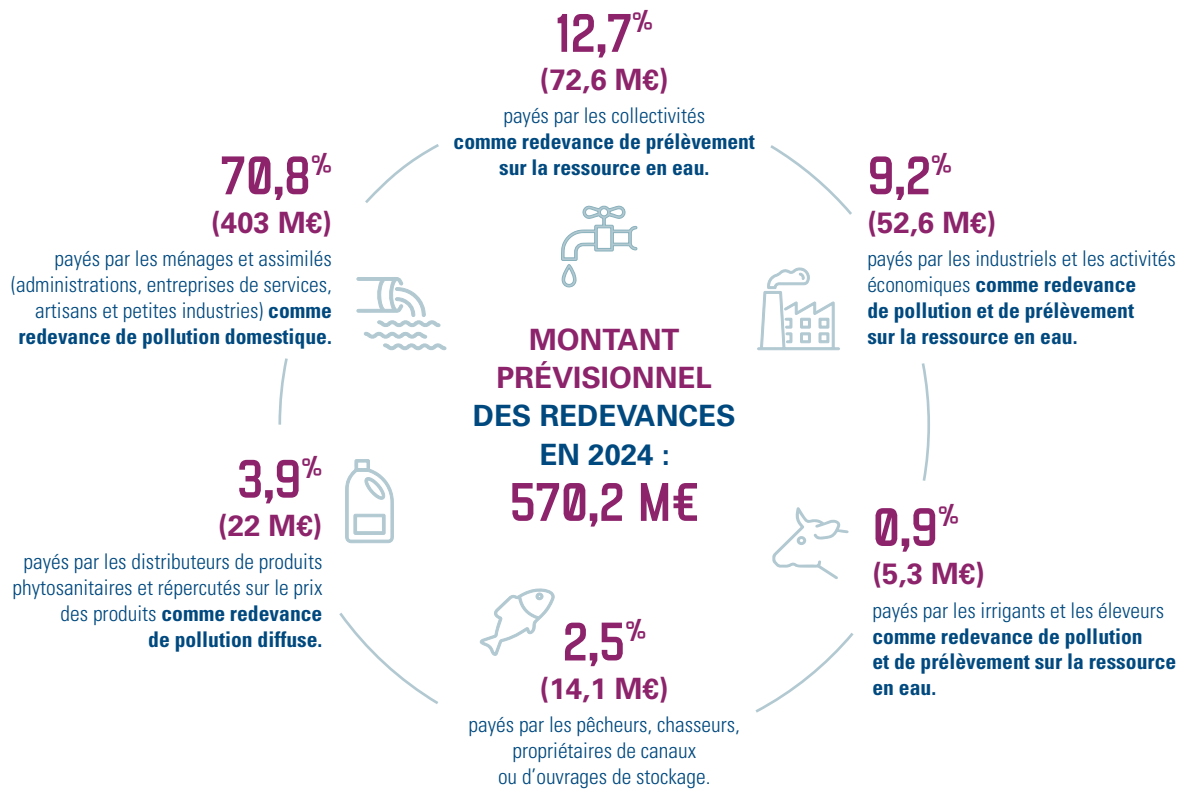 12,7%
(72,6 M€)
payés par les collectivités
comme redevance de prélèvement
sur la ressource en eau.
70,8%
(403 M€)
payés par les ménages et assimilés
(administrations, entreprises de services,
artisans et petites industries) comme
redevance de pollution domestique.
9,2%
(52,6 M€)
payés par les industriels et les activités
économiques comme redevance
de pollution et de prélèvement
sur la ressource en eau.
MONTANT
PRÉVISIONNEL
DES REDEVANCES
EN 2024 :
570,2 M€
3,9%
(22 M€)
payés par les distributeurs de produits
phytosanitaires et répercutés sur le prix
des produits comme redevance
de pollution diffuse.
0,9%
(5,3 M€)
payés par les irrigants et les éleveurs
comme redevance de pollution
et de prélèvement sur la ressource
en eau.
2,5%
(14,1 M€)
payés par les pêcheurs, chasseurs,
propriétaires de canaux
ou d'ouvrages de stockage.